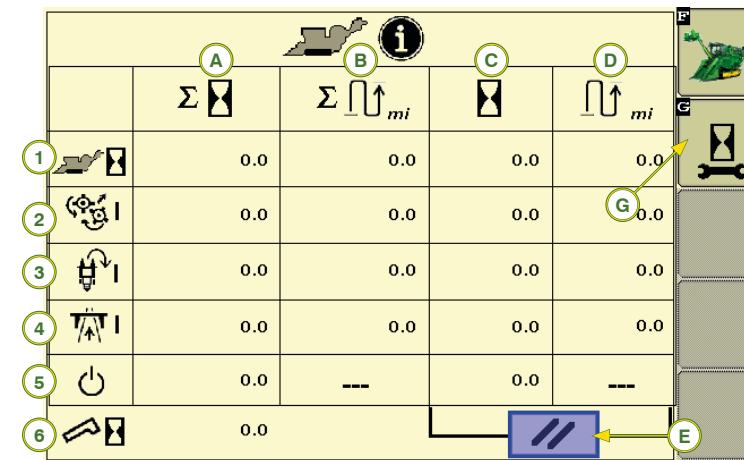 F
A B C D
Σ Σ mi mi
G
1 0.0 0.0 0.0 0.0
2 I 0.0 0.0 0.0 G 0.0
3 I 0.0 0.0 0.0 0.0
4 I 0.0 0.0 0.0 0.0
5 0.0 --- 0.0 ---
6 0.0 E